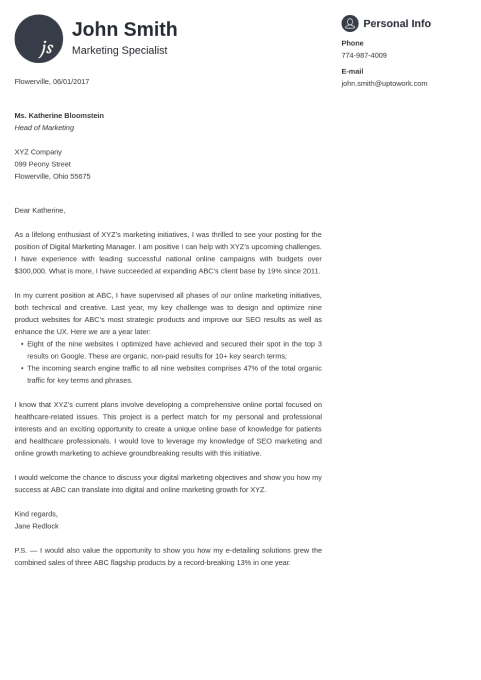 js
John Smith
Marketing Specialist
Personal Info
Phone
774-987-4009
E-mail
john.smith@uptowork.com
Flowerville, 06/01/2017
Ms. Katherine Bloomstein
Head of Marketing
XYZ Company
099 Peony Street
Flowerville, Ohio 55675
Dear Katherine,
As a lifelong enthusiast of XYZ's marketing initiatives, I was thrilled to see your posting for the
position of Digital Marketing Manager. I am positive I can help with XYZ's upcoming challenges.
I have experience with leading successful national online campaigns with budgets over
$300,000. What is more, I have succeeded at expanding ABC's client base by 19% since 2011.
In my current position at ABC, I have supervised all phases of our online marketing initiatives,
both technical and creative. Last year, my key challenge was to design and optimize nine
product websites for ABC's most strategic products and improve our SEO results as well as
enhance the UX. Here we are a year later:
• Eight of the nine websites I optimized have achieved and secured their spot in the top 3
results on Google. These are organic, non-paid results for 10+ key search terms;
• The incoming search engine traffic to all nine websites comprises 47% of the total organic
traffic for key terms and phrases.
I know that XYZ's current plans involve developing a comprehensive online portal focused on
healthcare-related issues. This project is a perfect match for my personal and professional
interests and an exciting opportunity to create a unique online base of knowledge for patients
and healthcare professionals. I would love to leverage my knowledge of SEO marketing and
online growth marketing to achieve groundbreaking results with this initiative.
I would welcome the chance to discuss your digital marketing objectives and show you how my
success at ABC can translate into digital and online marketing growth for XYZ.
Kind regards,
Jane Redlock
P.S. — I would also value the opportunity to show you how my e-detailing solutions grew the
combined sales of three ABC flagship products by a record-breaking 13% in one year.